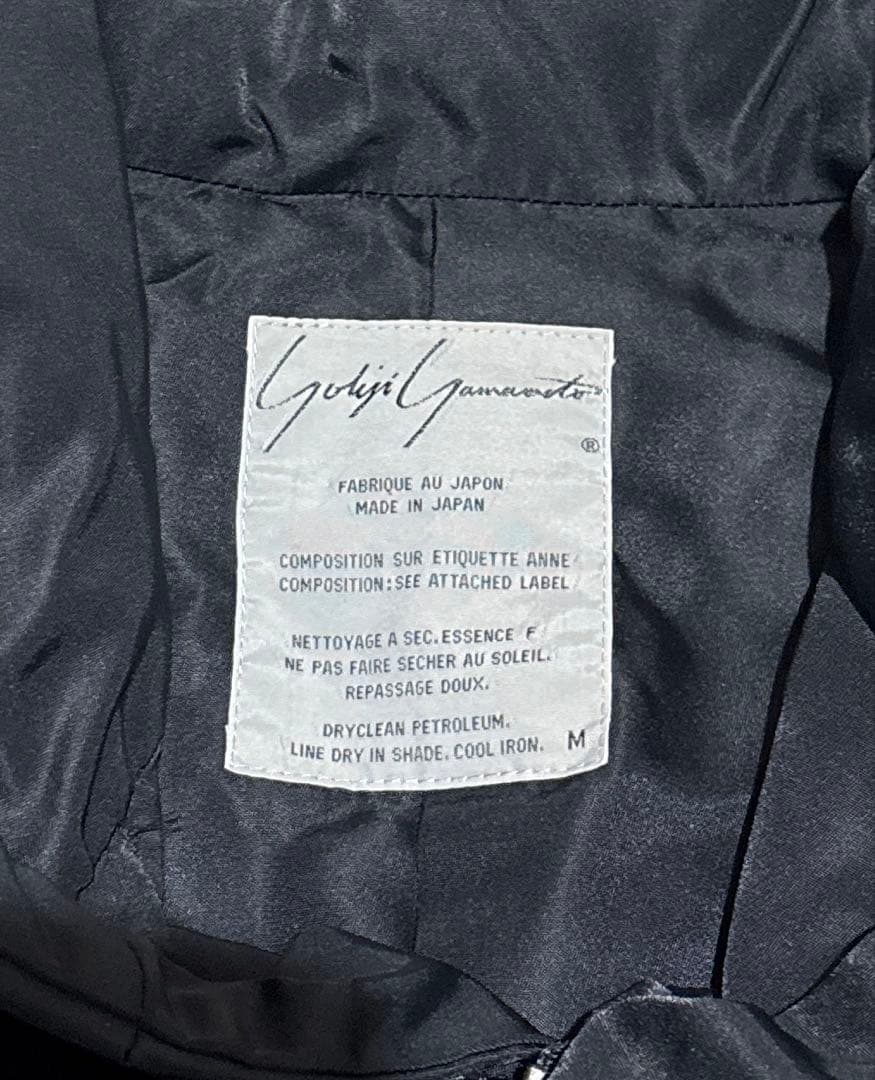 Yohji Yamamoto
®
FABRIQUE AU JAPON
MADE IN JAPAN
COMPOSITION SUR ETIQUETTE ANNE
COMPOSITION:SEE ATTACHED LABEL
NETTOYAGE A SEC.ESSENCE F
NE PAS FAIRE SECHER AU SOLEIL.
REPASSAGE DOUX.
DRYCLEAN PETROLEUM.
LINE DRY IN SHADE. COOL IRON. M